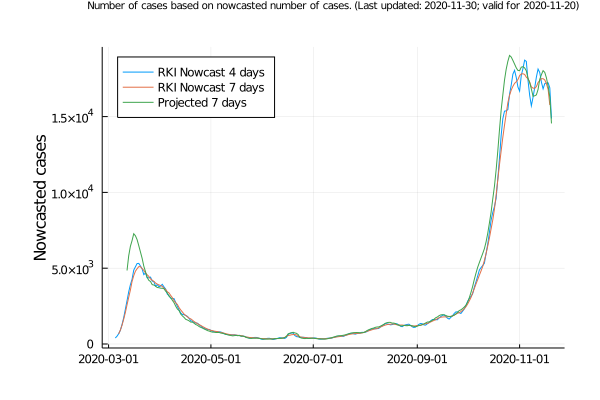 Number of cases based on nowcasted number of cases. (Last updated: 2020-11-30; valid for 2020-11-20)
RKI Nowcast 4 days
RKI Nowcast 7 days
Projected 7 days
Nowcasted cases
1.5×10⁴
1.0×10⁴
5.0×10³
0
2020-03-01 2020-05-01 2020-07-01 2020-09-01 2020-11-01